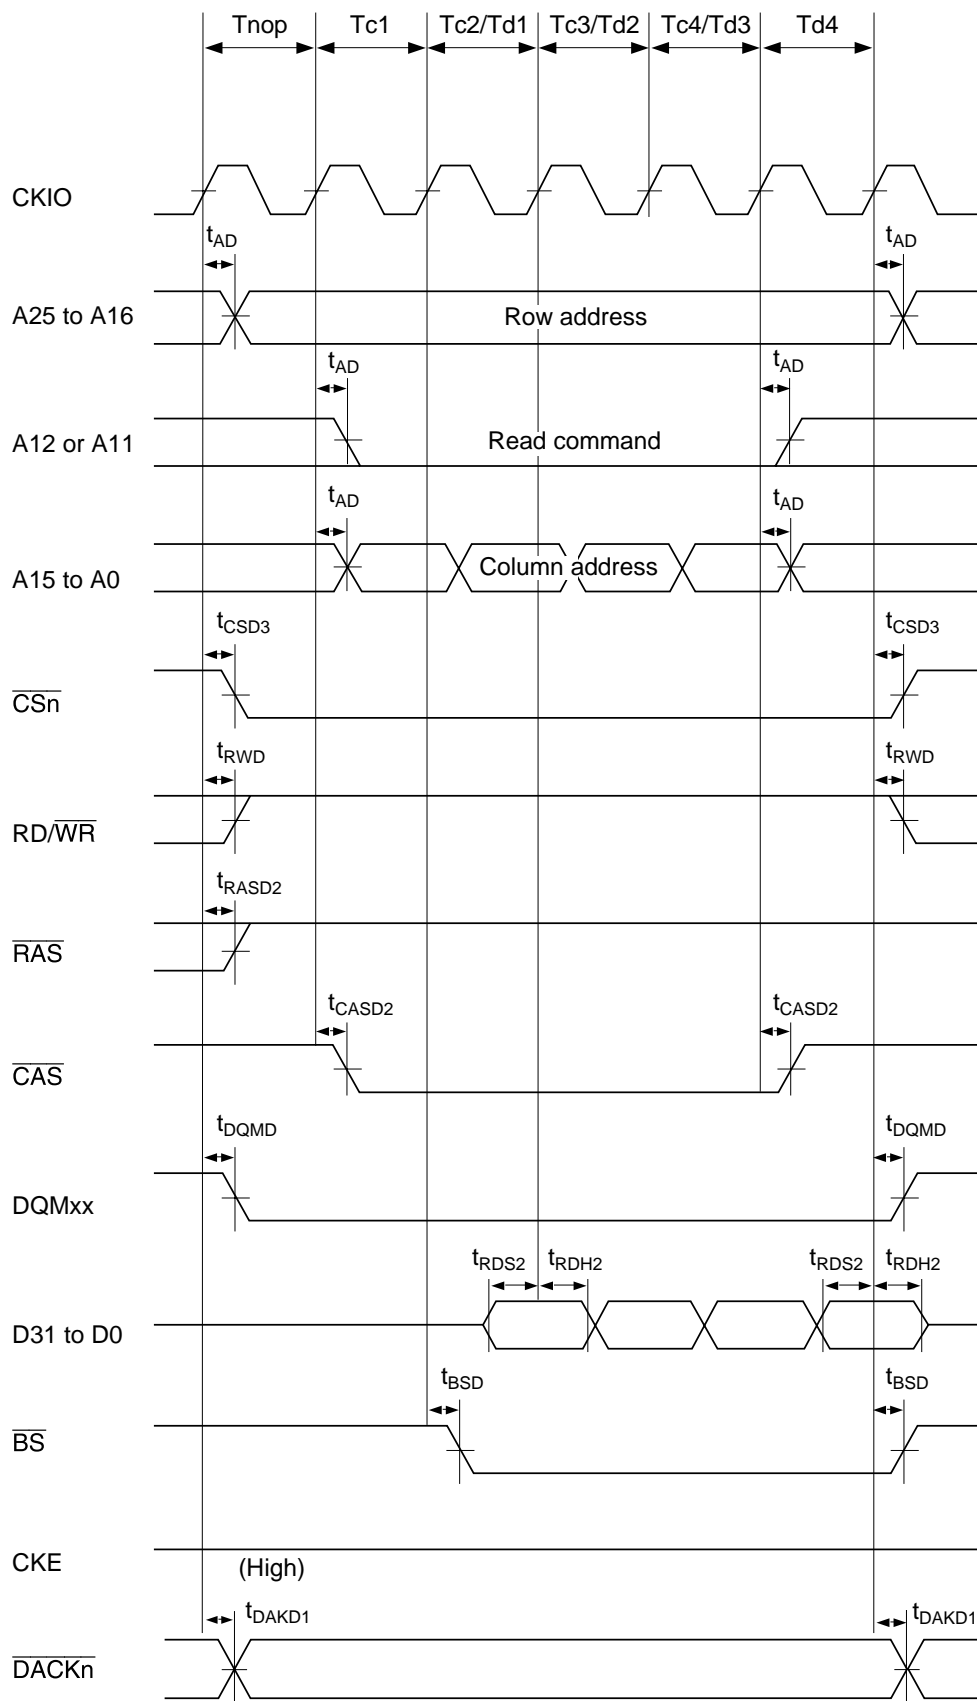 Tnop Tc1 Tc2/Td1 Tc3/Td2 Tc4/Td3 Td4
CKIO
tAD tAD
A25 to A16 Row address
tAD tAD
A12 or A11 Read command
tAD tAD
A15 to A0 Column address
tCSD3 tCSD3
CSn
tRWD tRWD
RD/WR
tRASD2
RAS
tCASD2 tCASD2
CAS
tDQMD tDQMD
DQMxx
tRDS2 tRDH2 tRDS2 tRDH2
D31 to D0
tBSD tBSD
BS
CKE (High)
tDAKD1 tDAKD1
DACKn